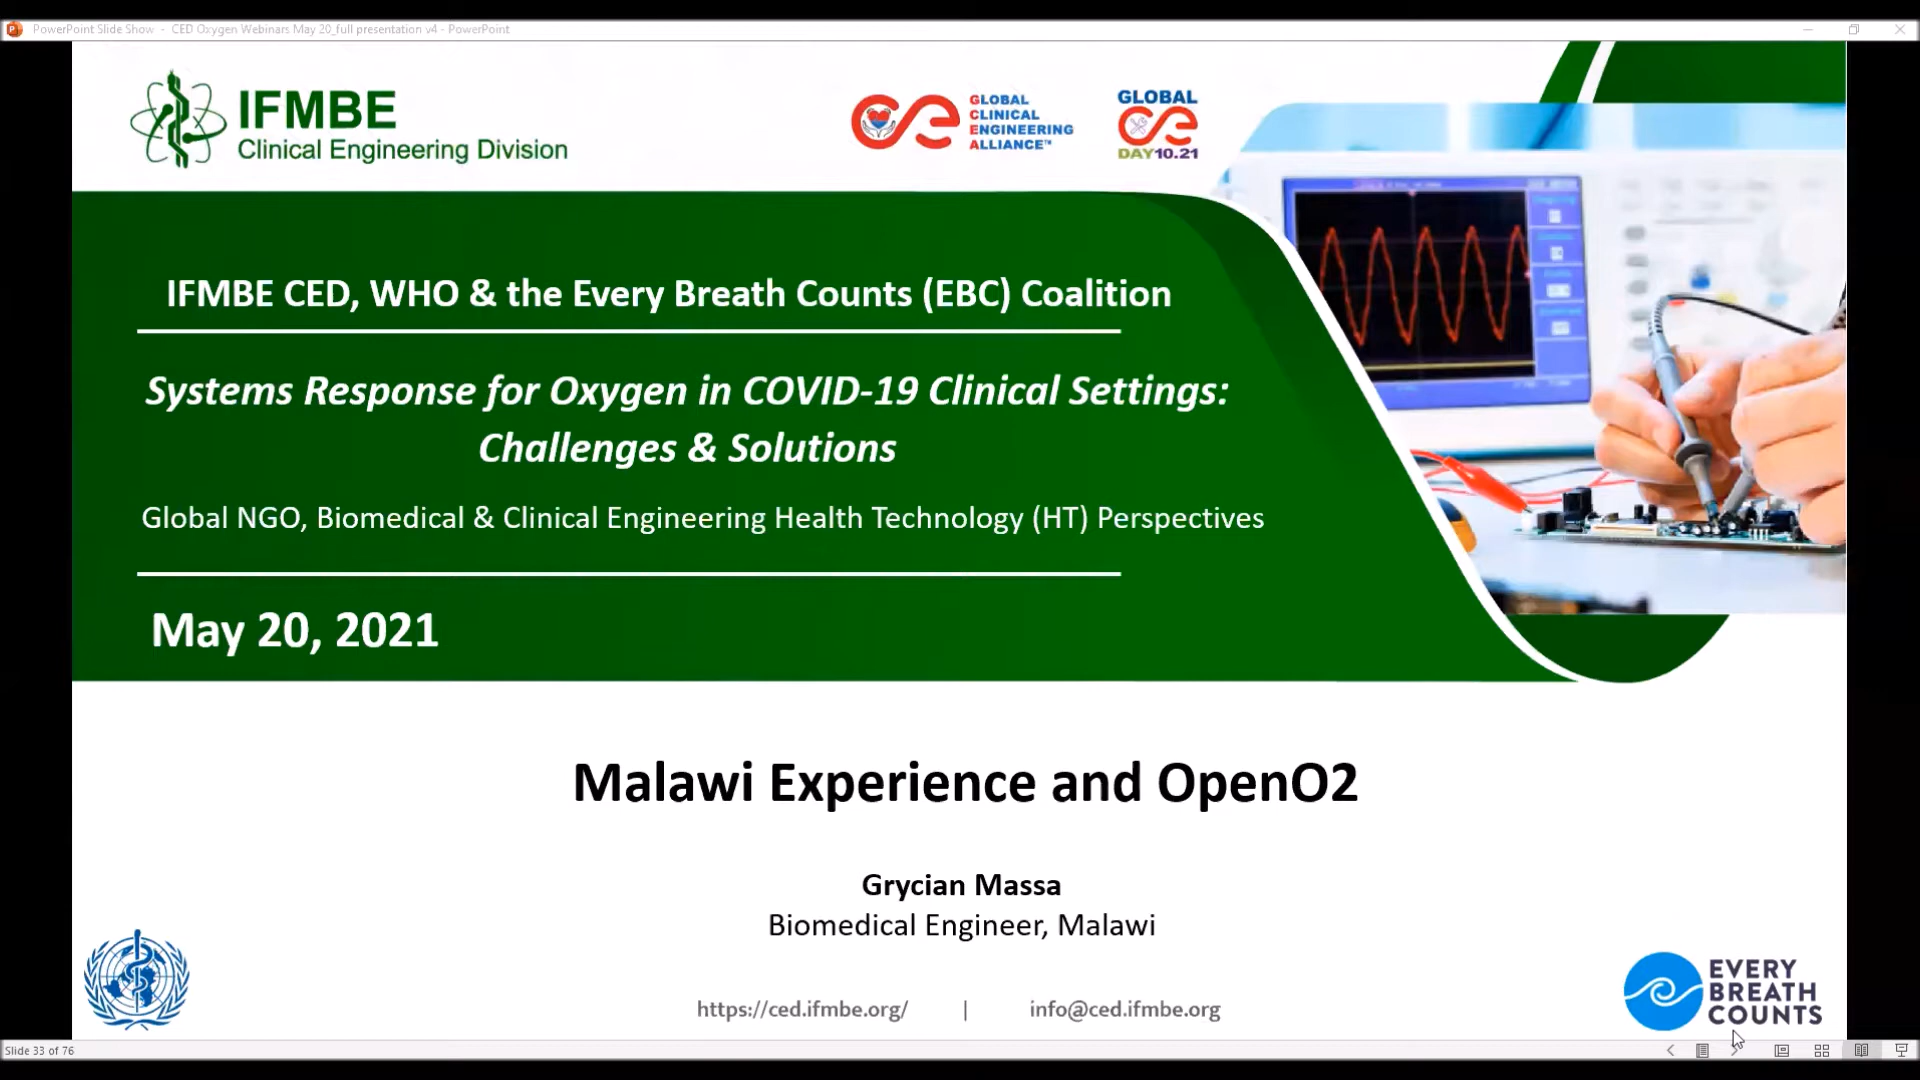 PowerPoint Slide Show - CED Oxygen Webinars May 20_full presentation v4 - PowerPoint
IFMBE
Clinical Engineering Division
GLOBAL
CLINICAL
ENGINEERING
ALLIANCE™
GLOBAL
CE
DAY10.21
IFMBE CED, WHO & the Every Breath Counts (EBC) Coalition
Systems Response for Oxygen in COVID-19 Clinical Settings:
Challenges & Solutions
Global NGO, Biomedical & Clinical Engineering Health Technology (HT) Perspectives
May 20, 2021
Malawi Experience and OpenO2
Grycian Massa
Biomedical Engineer, Malawi
https://ced.ifmbe.org/ | info@ced.ifmbe.org
EVERY
BREATH
COUNTS
Slide 33 of 76